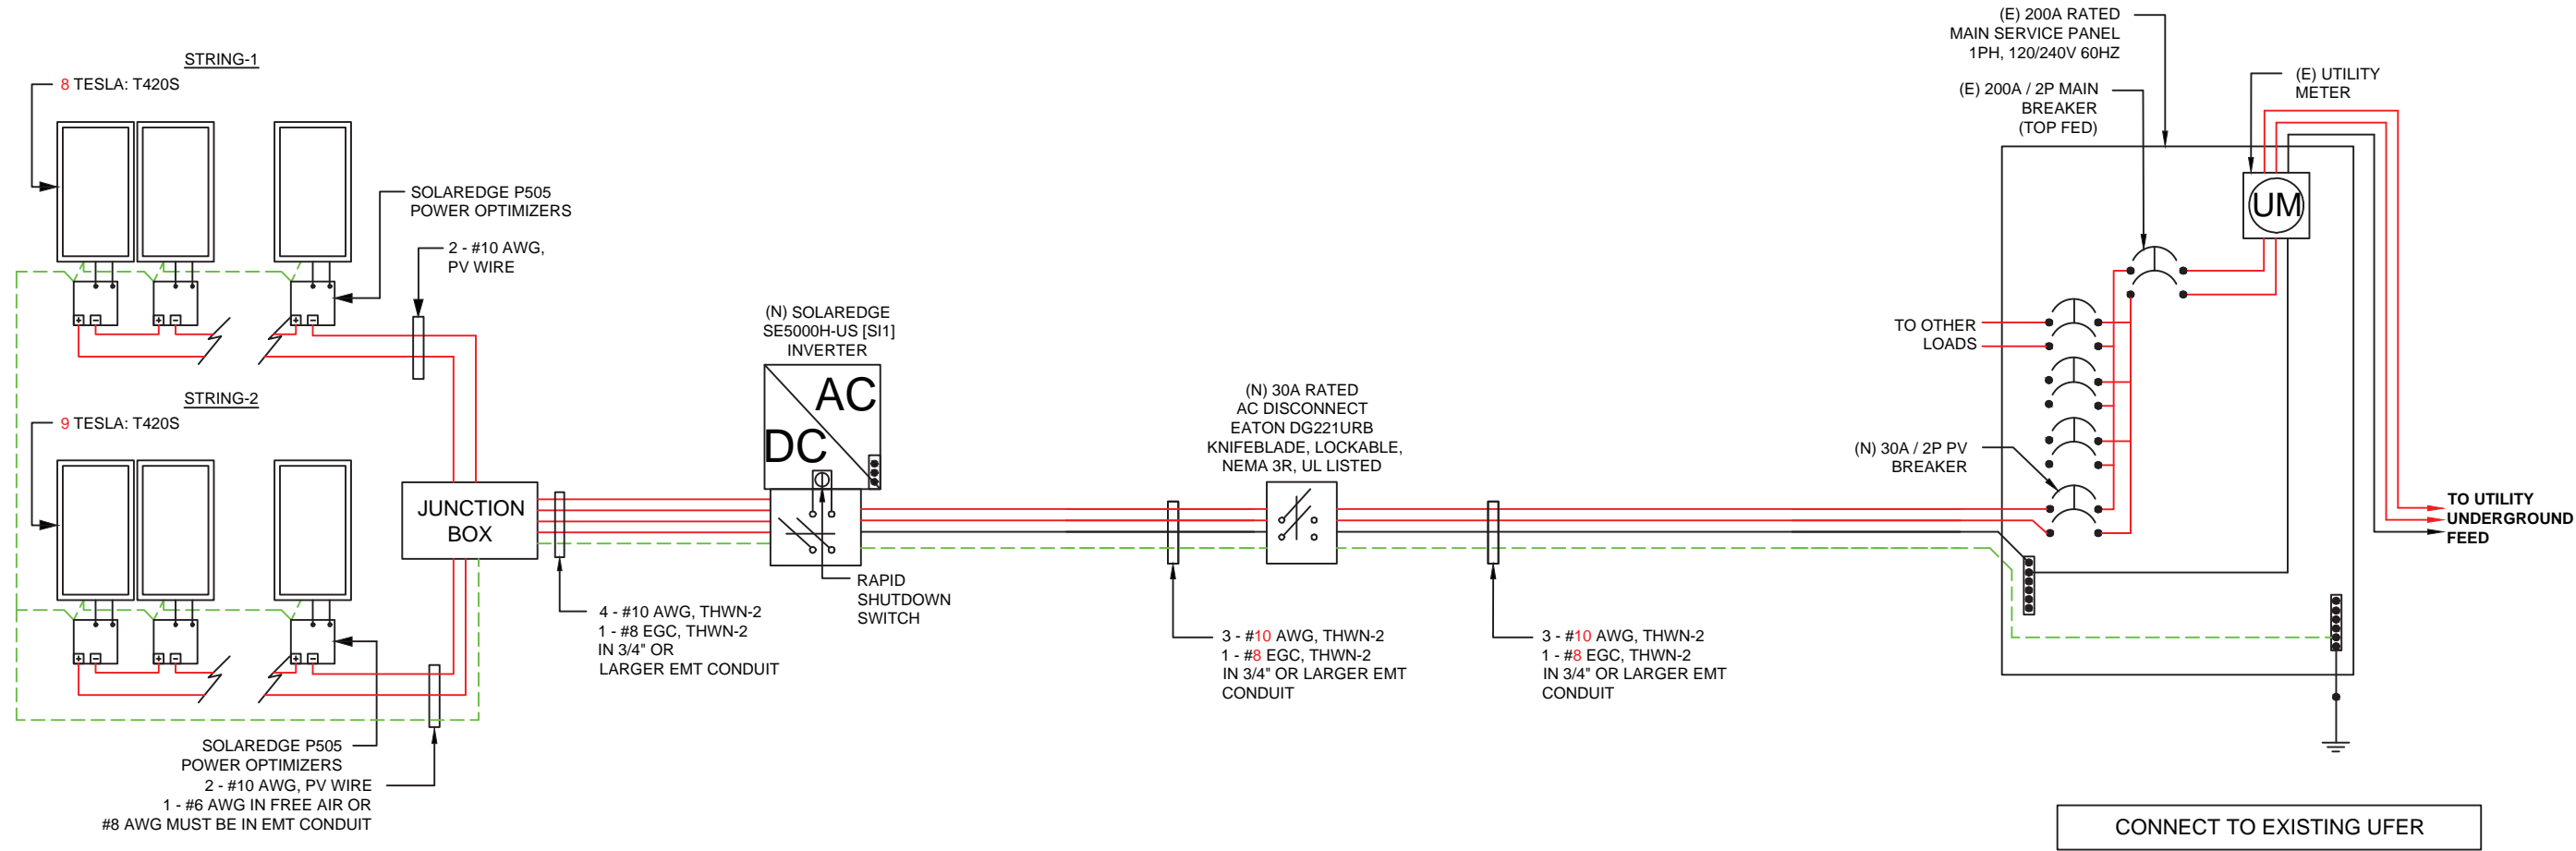 STRING-1
8 TESLA: T420S
SOLAREDGE P505
POWER OPTIMIZERS
2 - #10 AWG,
PV WIRE
STRING-2
9 TESLA: T420S
SOLAREDGE P505
POWER OPTIMIZERS
2 - #10 AWG, PV WIRE
1 - #6 AWG IN FREE AIR OR
#8 AWG MUST BE IN EMT CONDUIT
JUNCTION
BOX
4 - #10 AWG, THWN-2
1 - #8 EGC, THWN-2
IN 3/4" OR
LARGER EMT CONDUIT
(N) SOLAREDGE
SE5000H-US [SI1]
INVERTER
AC
DC
RAPID
SHUTDOWN
SWITCH
(N) 30A RATED
AC DISCONNECT
EATON DG221URB
KNIFEBLADE, LOCKABLE,
NEMA 3R, UL LISTED
3 - #10 AWG, THWN-2
1 - #8 EGC, THWN-2
IN 3/4" OR LARGER EMT
CONDUIT
3 - #10 AWG, THWN-2
1 - #8 EGC, THWN-2
IN 3/4" OR LARGER EMT
CONDUIT
(E) 200A RATED
MAIN SERVICE PANEL
1PH, 120/240V 60HZ
(E) 200A / 2P MAIN
BREAKER
(TOP FED)
(E) UTILITY
METER
UM
TO OTHER
LOADS
(N) 30A / 2P PV
BREAKER
TO UTILITY
UNDERGROUND
FEED
CONNECT TO EXISTING UFER